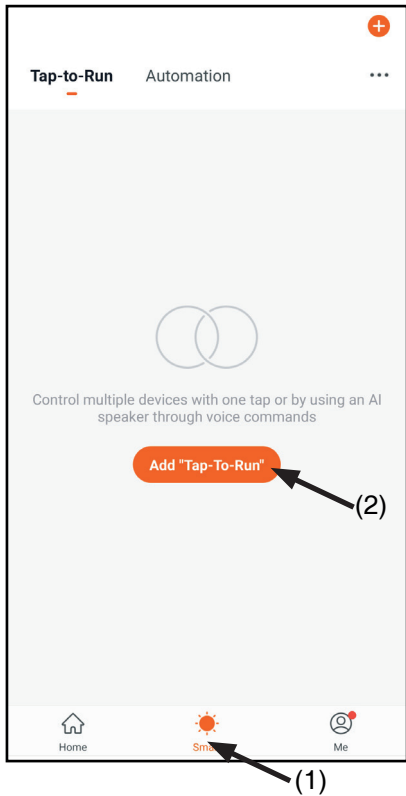 Tap-to-Run Automation
Control multiple devices with one tap or by using an AI
speaker through voice commands
Add "Tap-To-Run"
(2)
Home Smart Me
(1)